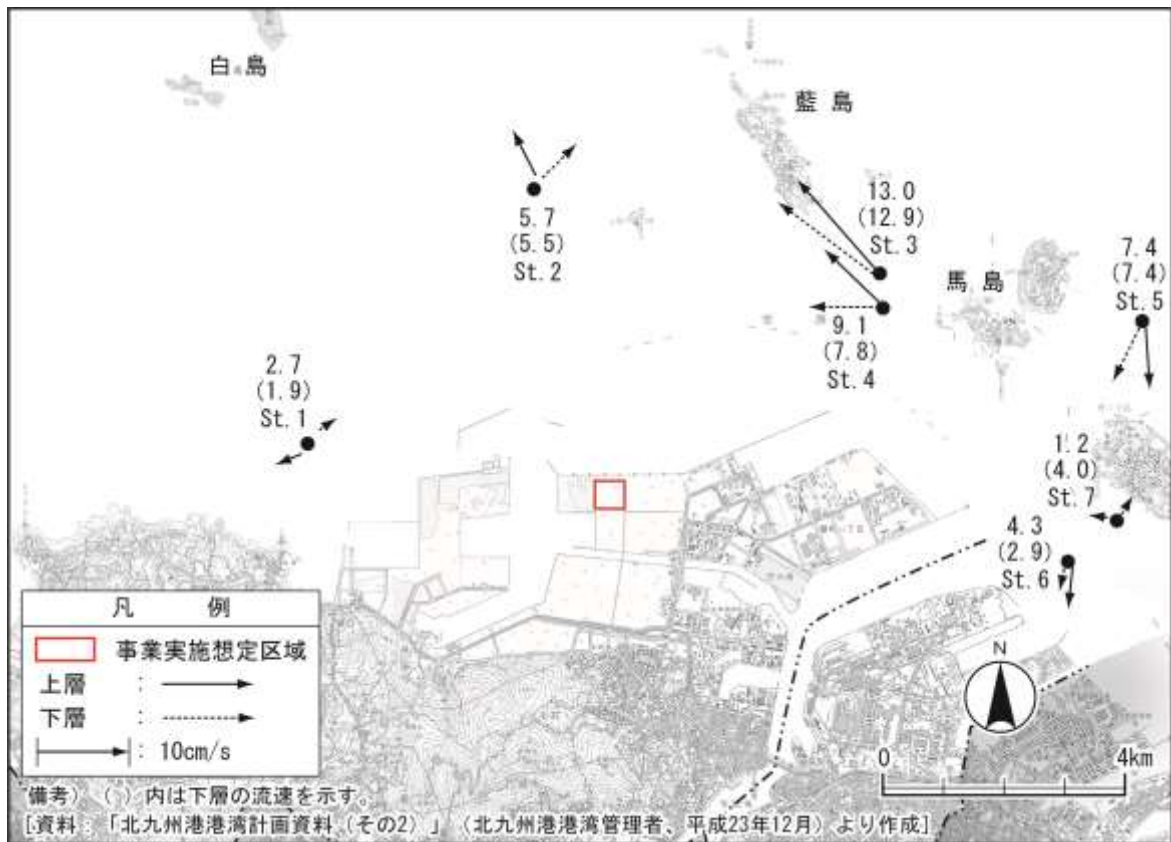 白島
藍島
13.0
(12.9)
St.3
5.7
(5.5)
St.2
7.4
(7.4)
St.5
馬島
9.1
(7.8)
St.4
2.7
(1.9)
St.1
1.2
(4.0)
St.7
4.3
(2.9)
St.6
凡 例
事業実施想定区域
上層 :
下層 :
: 10cm/s
N
0 4km
備考) ( )内は下層の流速を示す。
[資料:「北九州港港湾計画資料(その2)」(北九州港港湾管理者、平成23年12月)より作成]